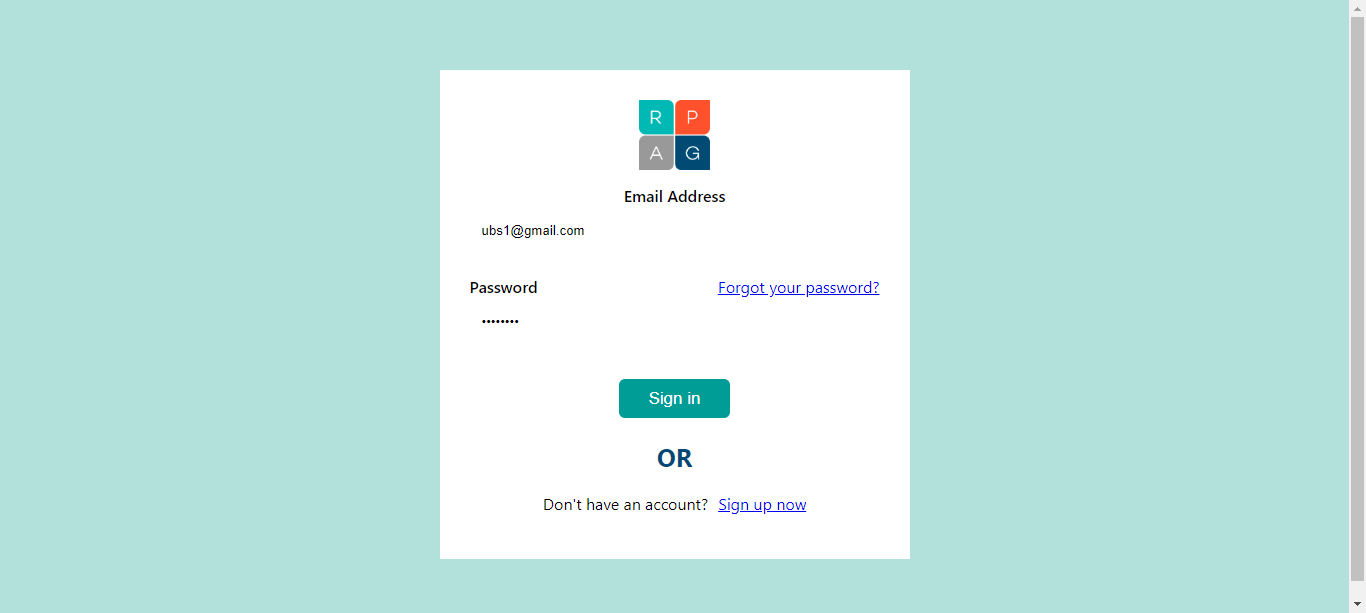 R P
A G
Email Address
ubs1@gmail.com
Password Forgot your password?
••••••••
Sign in
OR
Don't have an account? Sign up now